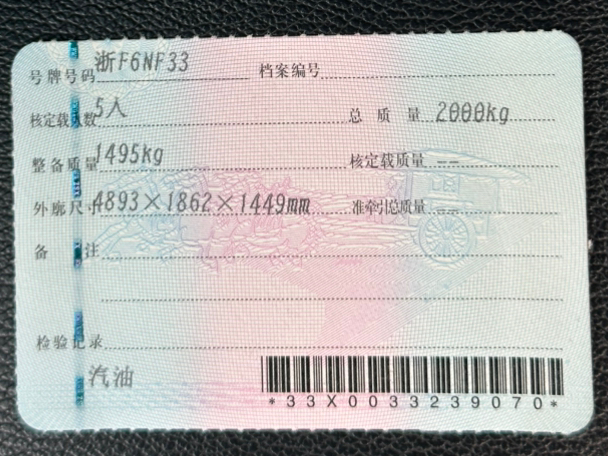 号牌号码 浙F6NF33 档案编号
核定载人数 5人 总质量 2000kg
整备质量 1495kg 核定载质量 --
外廓尺寸 4893×1862×1449mm 准牵引总质量 --
备注
检验记录
汽油
*33X0033239070*